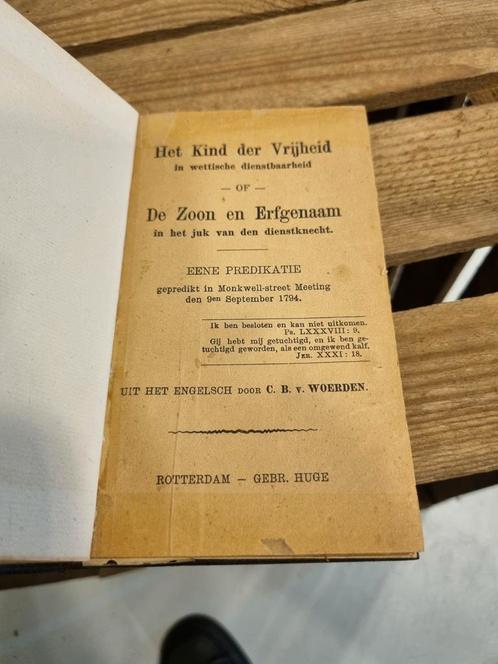 Het Kind der Vrijheid
in wettische dienstbaarheid
— OF —
De Zoon en Erfgenaam
in het juk van den dienstknecht.
EENE PREDIKATIE
gepredikt in Monkwell-street Meeting
den 9en September 1794.
Ik ben besloten en kan niet uitkomen.
Ps. LXXXVIII : 9.
Gij hebt mij getuchtigd, en ik ben ge-
tuchtigd geworden, als een omgewend kalf.
Jer. XXXI : 18.
UIT HET ENGELSCH DOOR C. B. v. WOERDEN.
ROTTERDAM — GEBR. HUGE